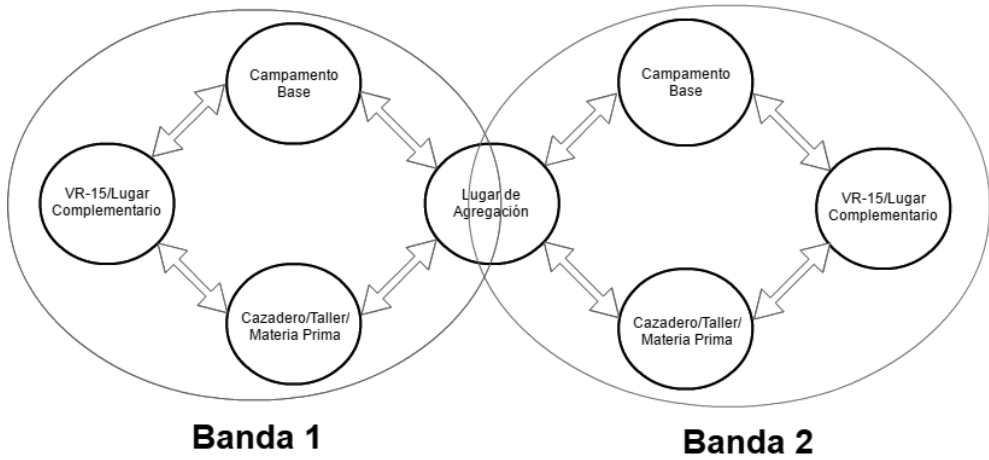 Campamento
Base
Campamento
Base
VR-15/Lugar
Complementario
Lugar de
Agregación
VR-15/Lugar
Complementario
Cazadero/Taller/
Materia Prima
Cazadero/Taller/
Materia Prima
Banda 1
Banda 2